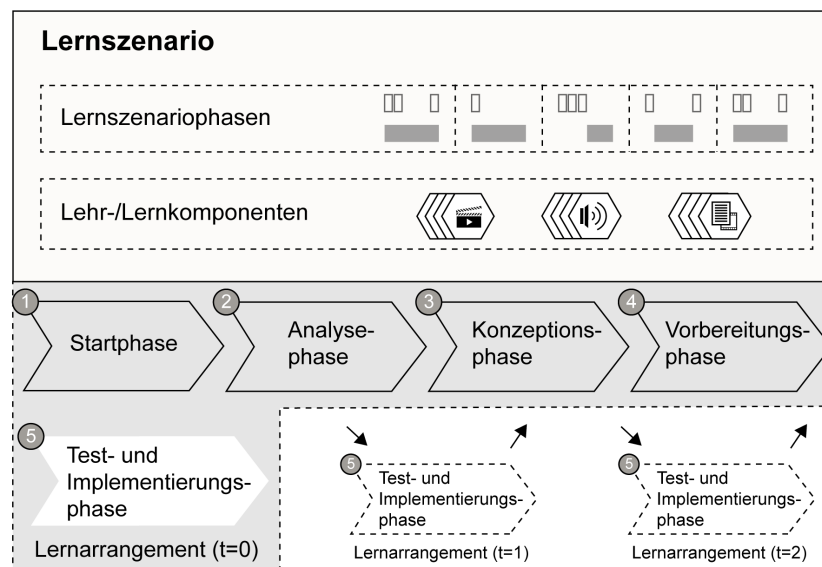 Lernszenario
Lernszenariophasen
Lehr-/Lernkomponenten
1
Startphase
2
Analyse-
phase
3
Konzeptions-
phase
4
Vorbereitungs-
phase
5
Test- und
Implementierungs-
phase
Lernarrangement (t=0)
5
Test- und
Implementierungs-
phase
Lernarrangement (t=1)
5
Test- und
Implementierungs-
phase
Lernarrangement (t=2)